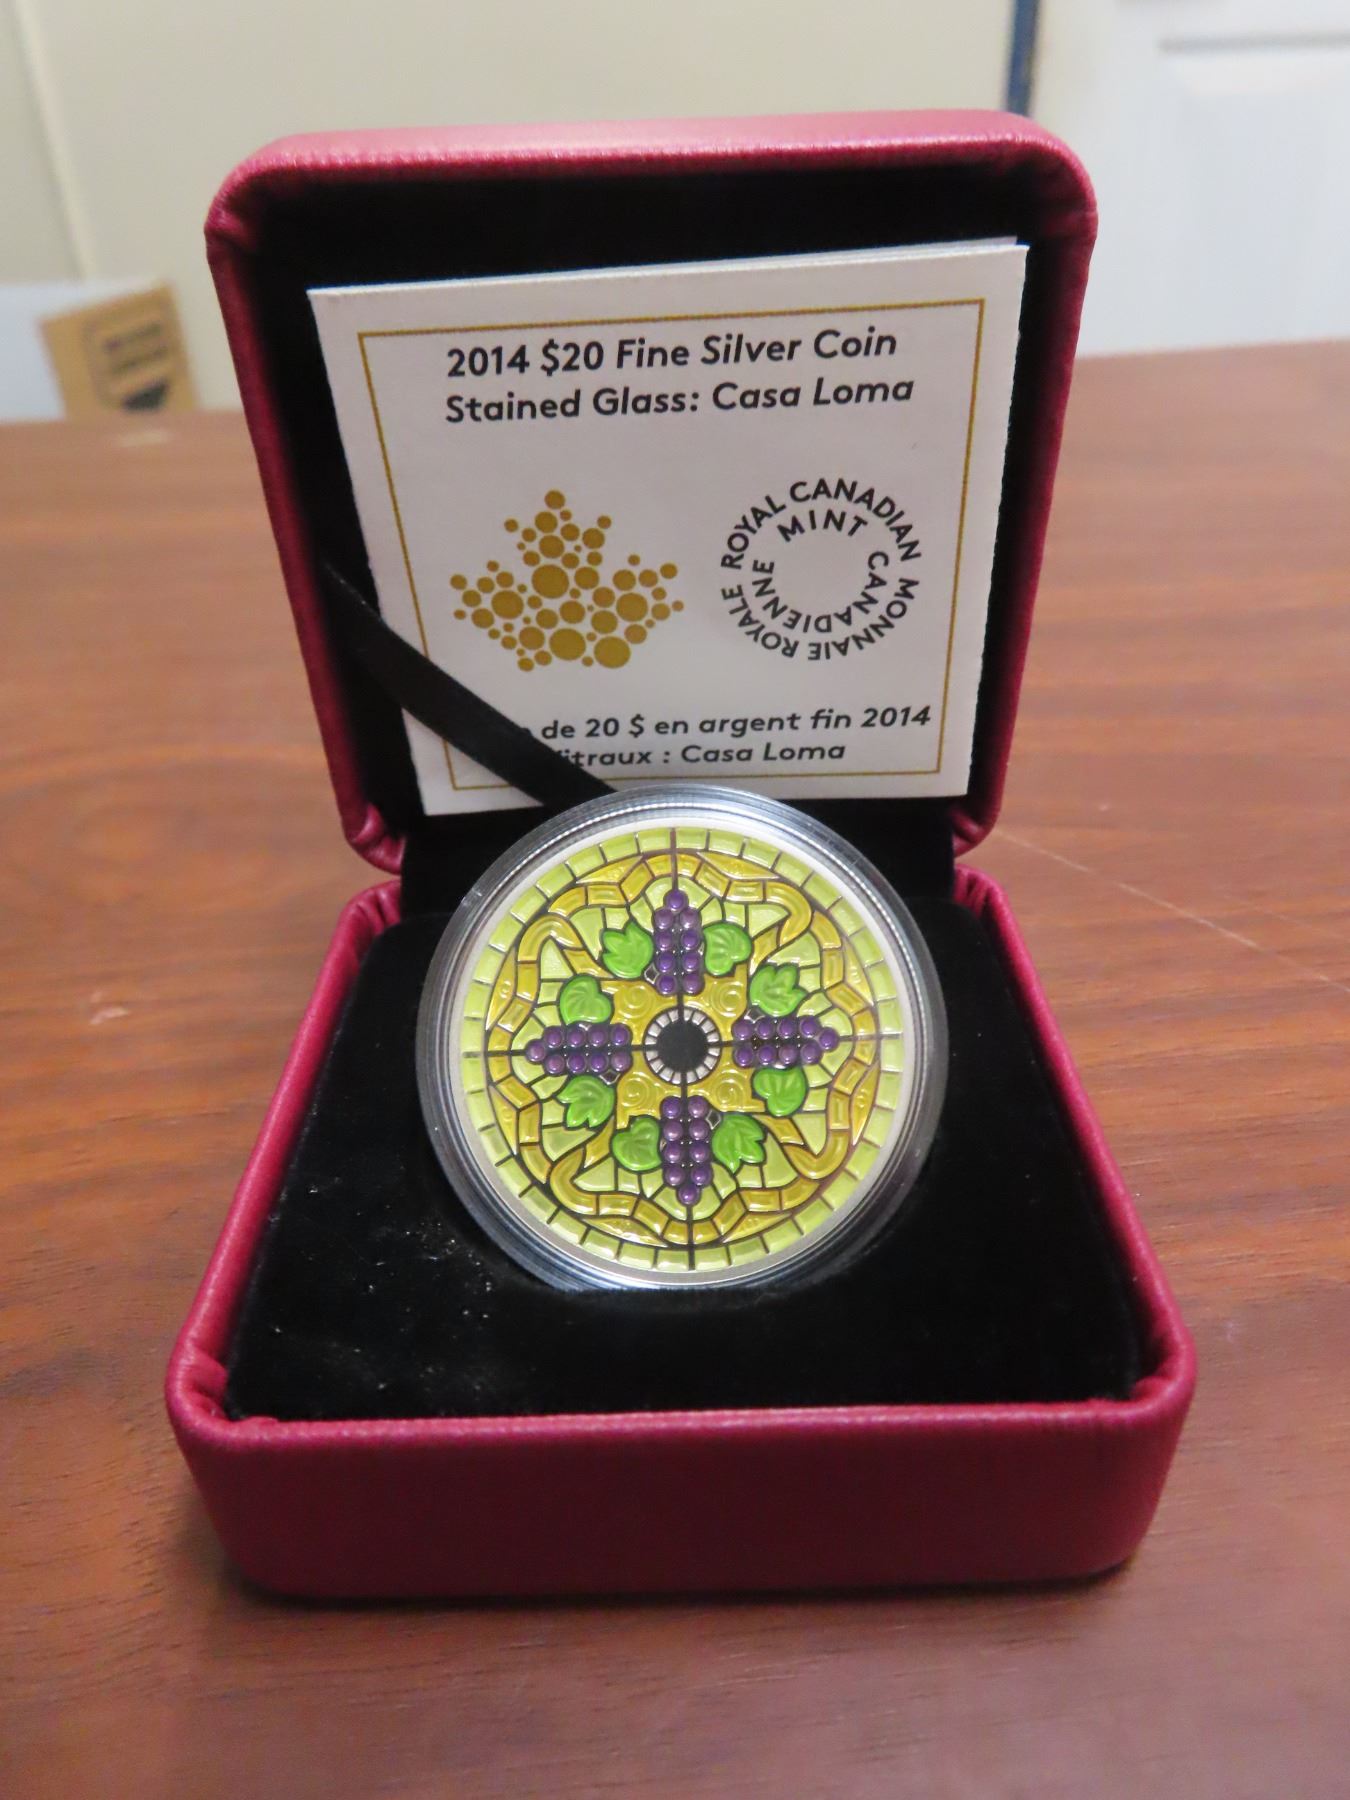 2014 $20 Fine Silver Coin
Stained Glass: Casa Loma
ROYAL CANADIAN MINT
MONNAIE ROYALE CANADIENNE
de 20 $ en argent fin 2014
itraux : Casa Loma